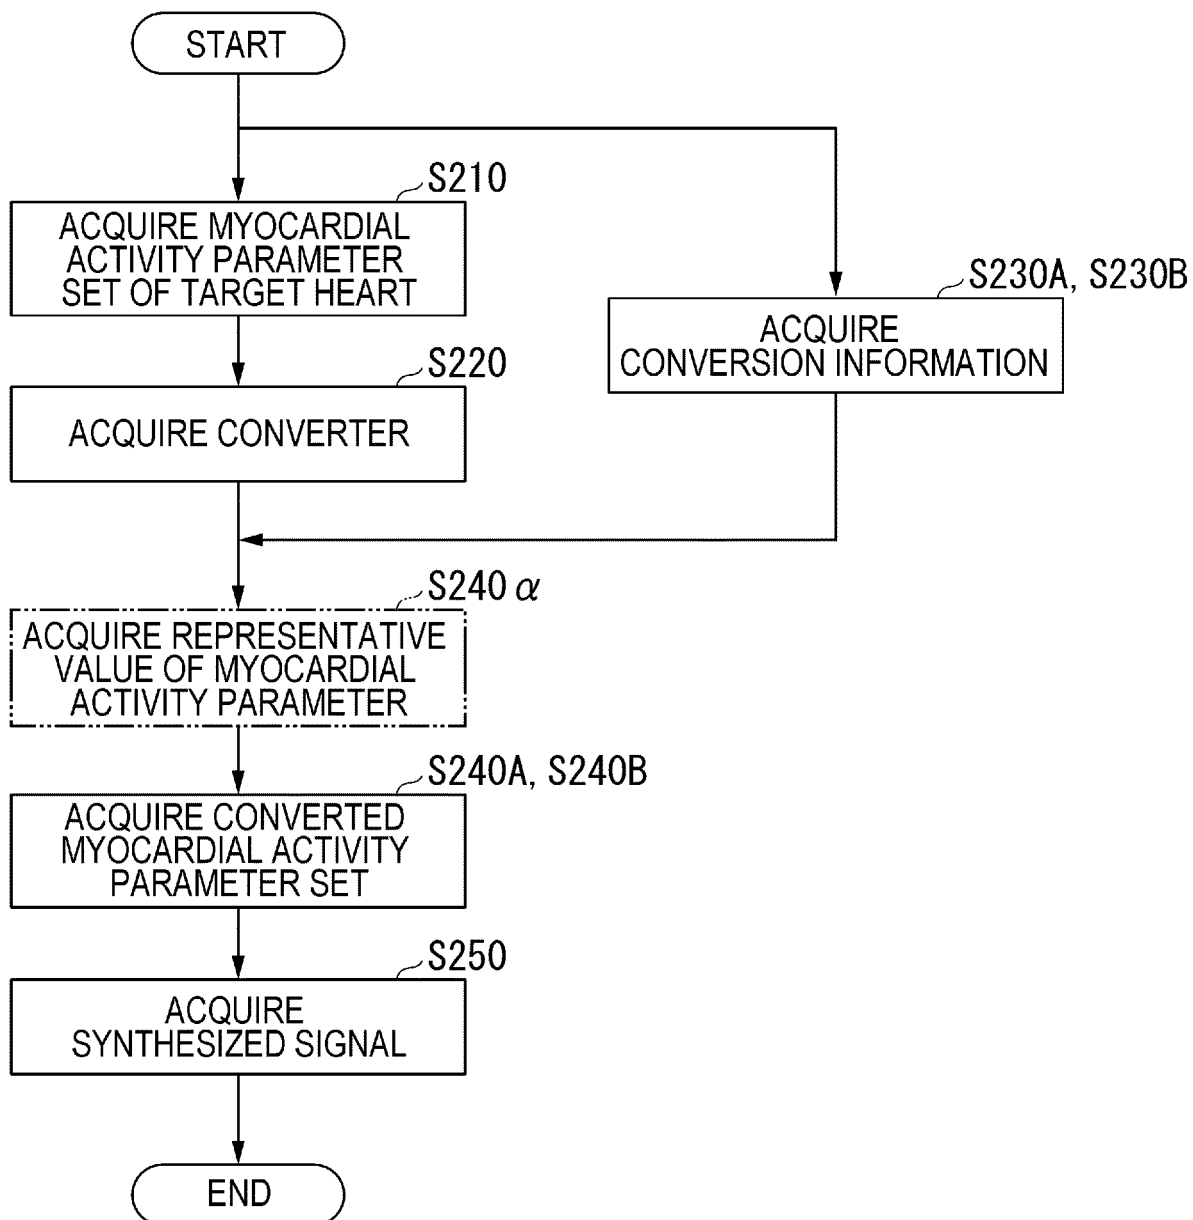 START
S210
ACQUIRE MYOCARDIAL
ACTIVITY PARAMETER
SET OF TARGET HEART
S220
ACQUIRE CONVERTER
S230A, S230B
ACQUIRE
CONVERSION INFORMATION
S240α
ACQUIRE REPRESENTATIVE
VALUE OF MYOCARDIAL
ACTIVITY PARAMETER
S240A, S240B
ACQUIRE CONVERTED
MYOCARDIAL ACTIVITY
PARAMETER SET
S250
ACQUIRE
SYNTHESIZED SIGNAL
END